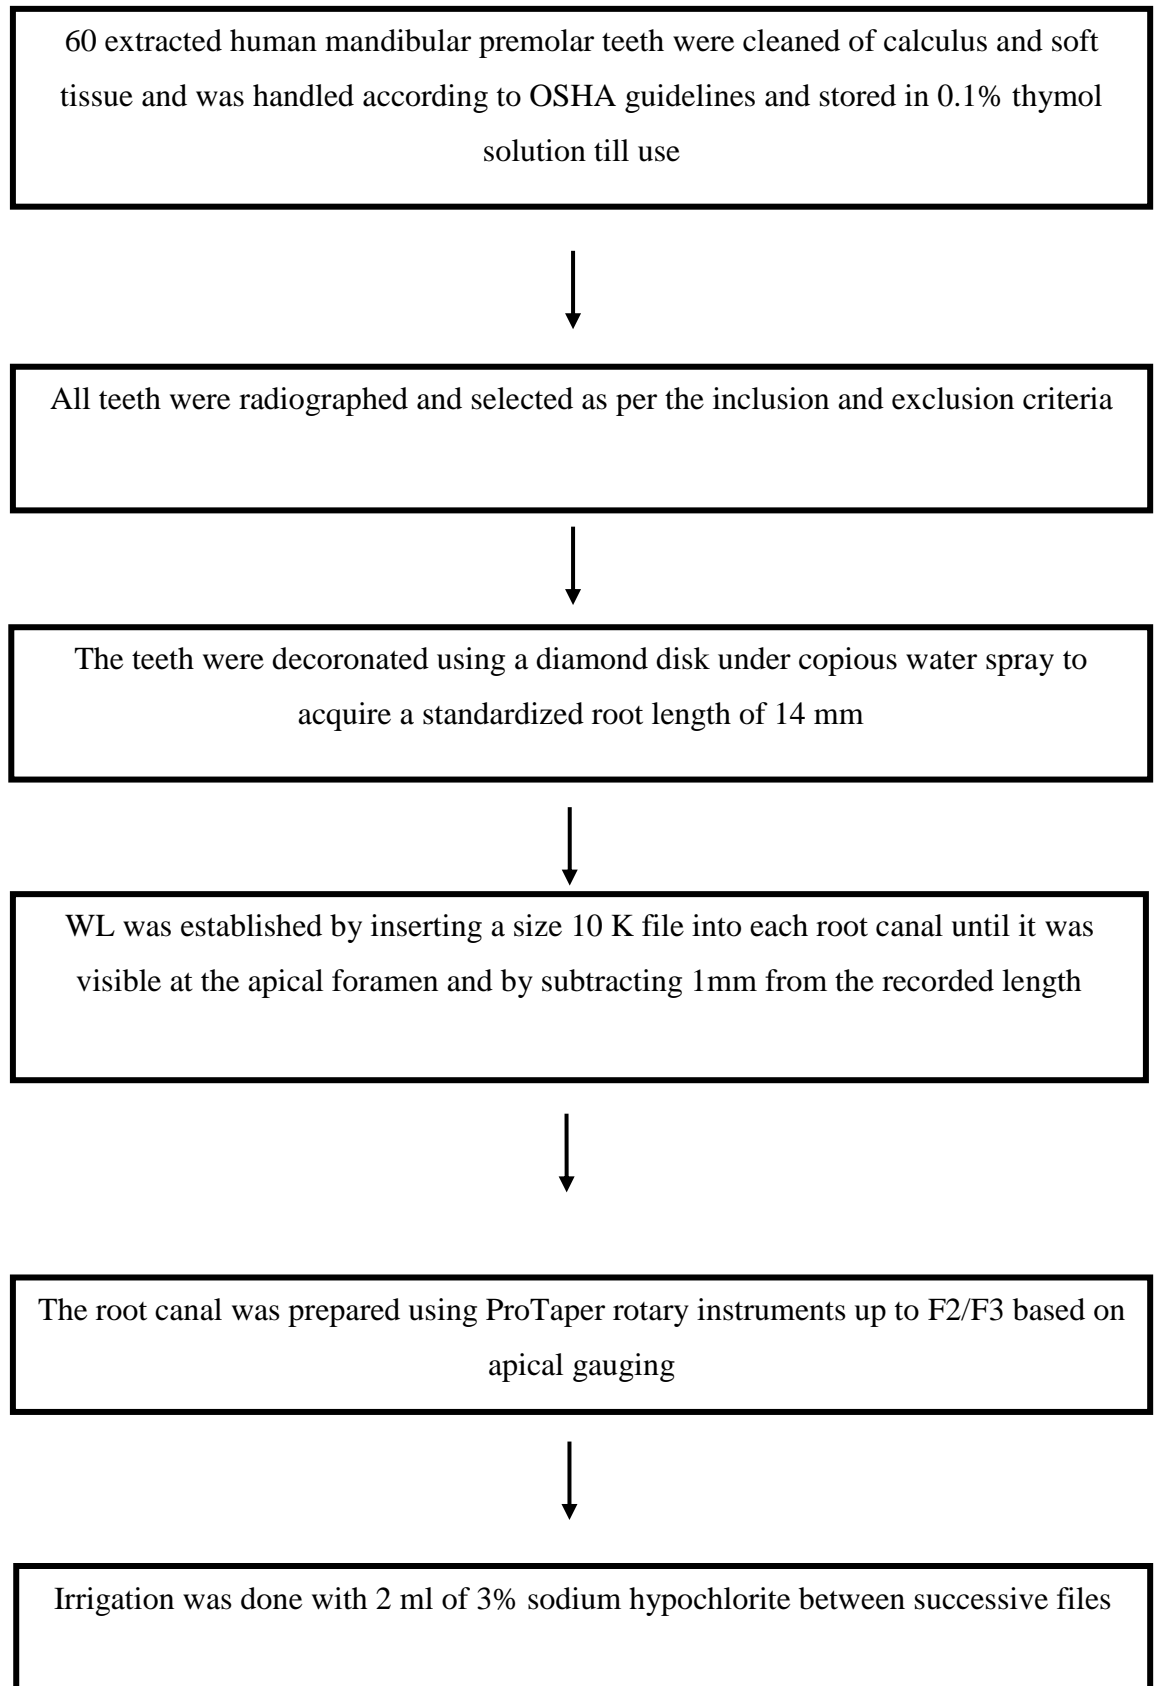 60 extracted human mandibular premolar teeth were cleaned of calculus and soft
tissue and was handled according to OSHA guidelines and stored in 0.1% thymol
solution till use
All teeth were radiographed and selected as per the inclusion and exclusion criteria
The teeth were decoronated using a diamond disk under copious water spray to
acquire a standardized root length of 14 mm
WL was established by inserting a size 10 K file into each root canal until it was
visible at the apical foramen and by subtracting 1mm from the recorded length
The root canal was prepared using ProTaper rotary instruments up to F2/F3 based on
apical gauging
Irrigation was done with 2 ml of 3% sodium hypochlorite between successive files